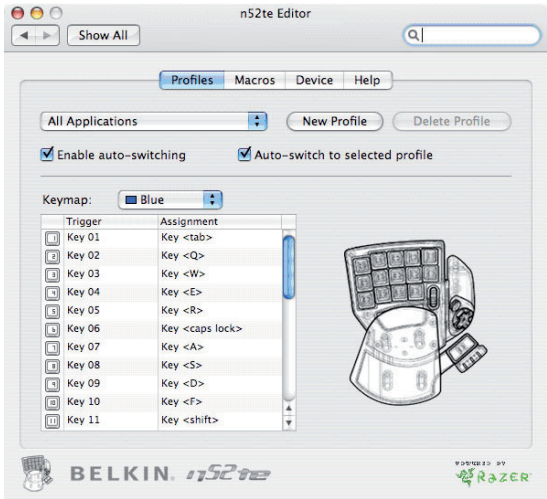 n52te Editor
Show All
Profiles Macros Device Help
All Applications New Profile Delete Profile
Enable auto-switching Auto-switch to selected profile
Keymap: Blue
Trigger Assignment
Key 01 Key <tab>
Key 02 Key <Q>
Key 03 Key <W>
Key 04 Key <E>
Key 05 Key <R>
Key 06 Key <caps lock>
Key 07 Key <A>
Key 08 Key <S>
Key 09 Key <D>
Key 10 Key <F>
Key 11 Key <shift>
BELKIN. n52te
POWERED BY
RAZER